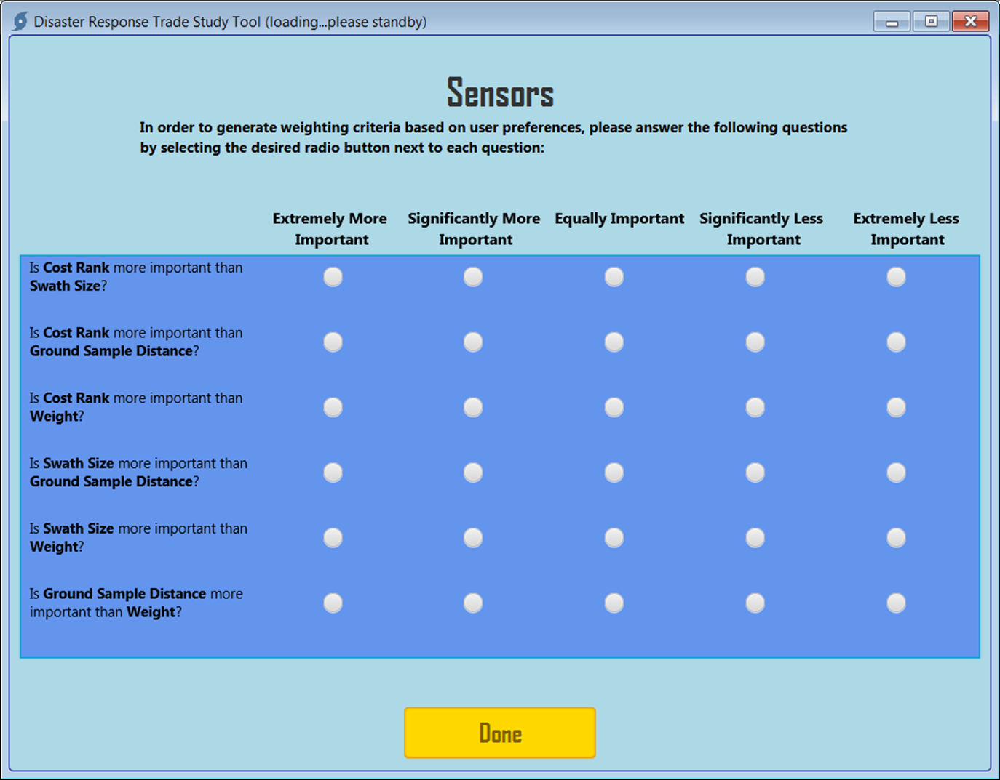 Disaster Response Trade Study Tool (loading...please standby)
Sensors
In order to generate weighting criteria based on user preferences, please answer the following questions
by selecting the desired radio button next to each question:
Extremely More
Important
Significantly More
Important
Equally Important
Significantly Less
Important
Extremely Less
Important
Is Cost Rank more important than
Swath Size?
Is Cost Rank more important than
Ground Sample Distance?
Is Cost Rank more important than
Weight?
Is Swath Size more important than
Ground Sample Distance?
Is Swath Size more important than
Weight?
Is Ground Sample Distance more
important than Weight?
Done